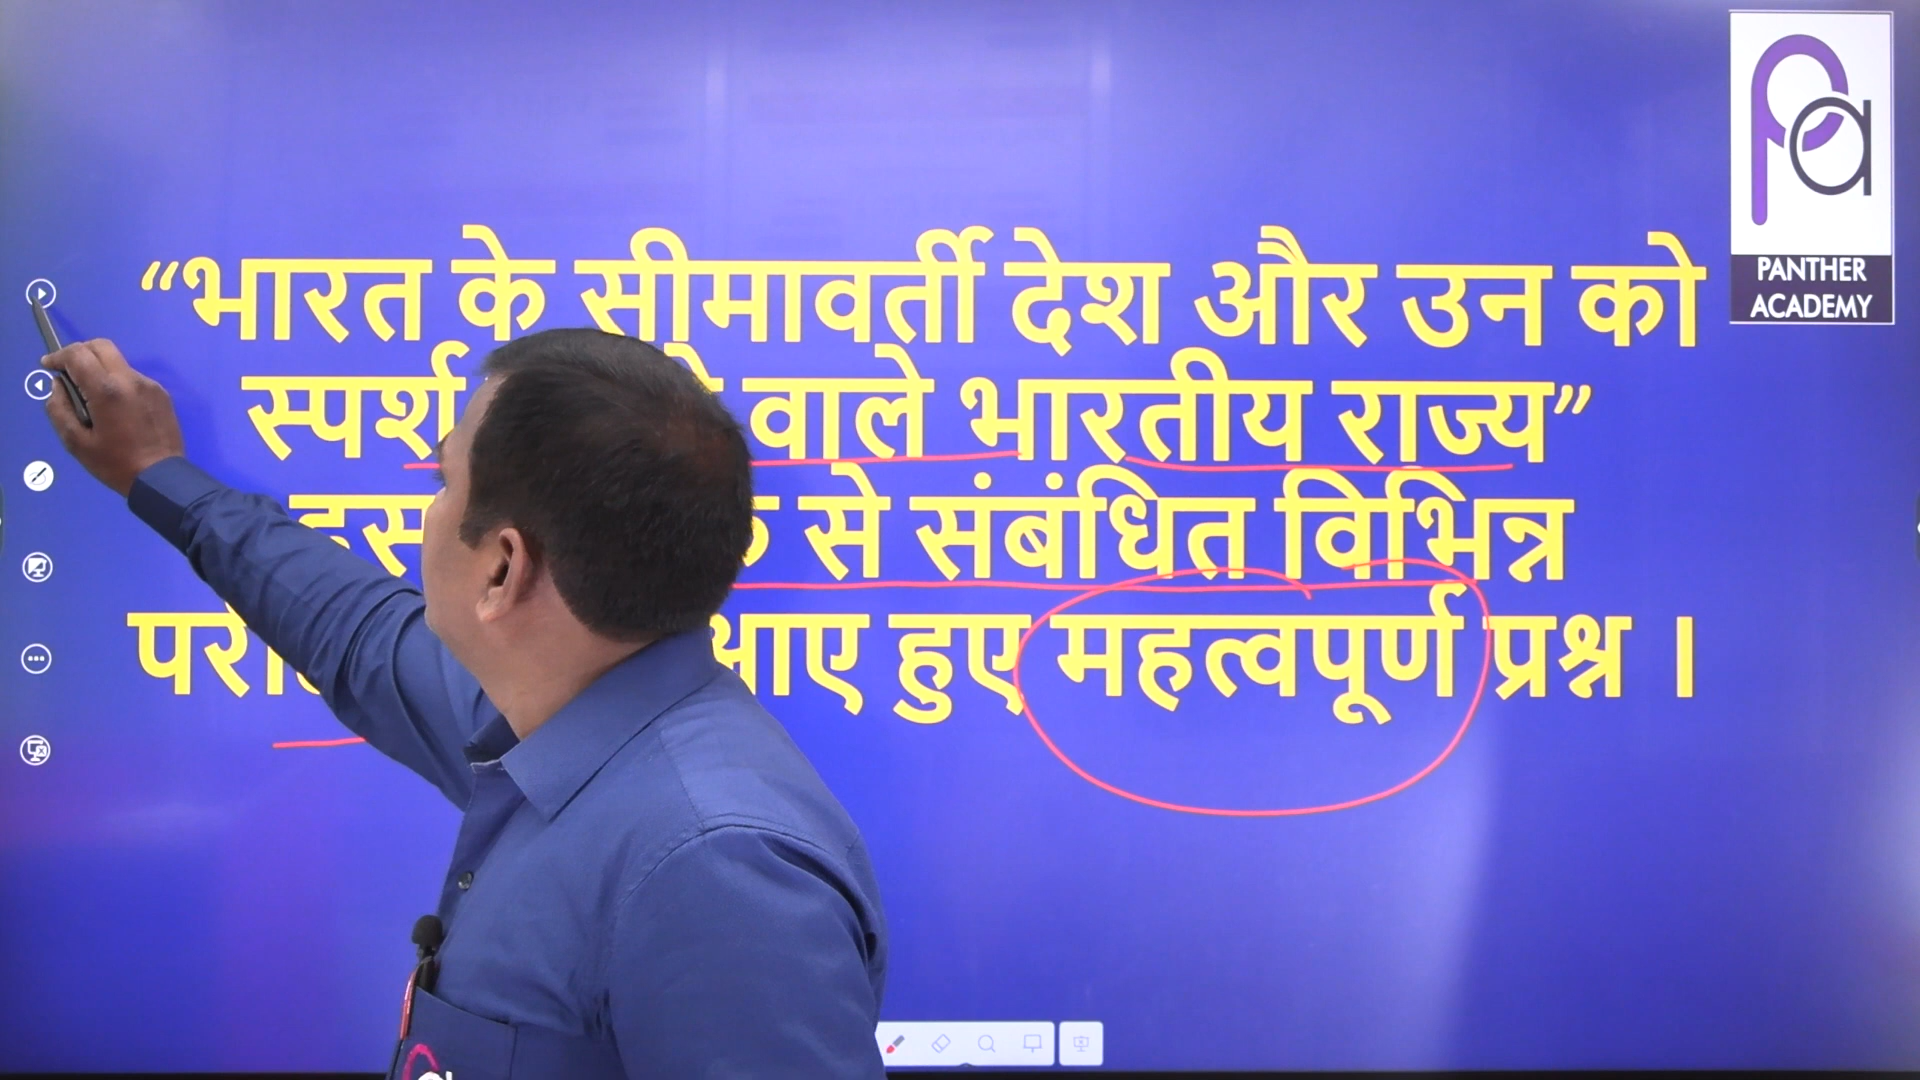 “भारत के सीमावर्ती देश और उन को
स्पर्श वाले भारतीय राज्य”
से संबंधित विभिन्न
हुए महत्वपूर्ण प्रश्न ।
PANTHER
ACADEMY